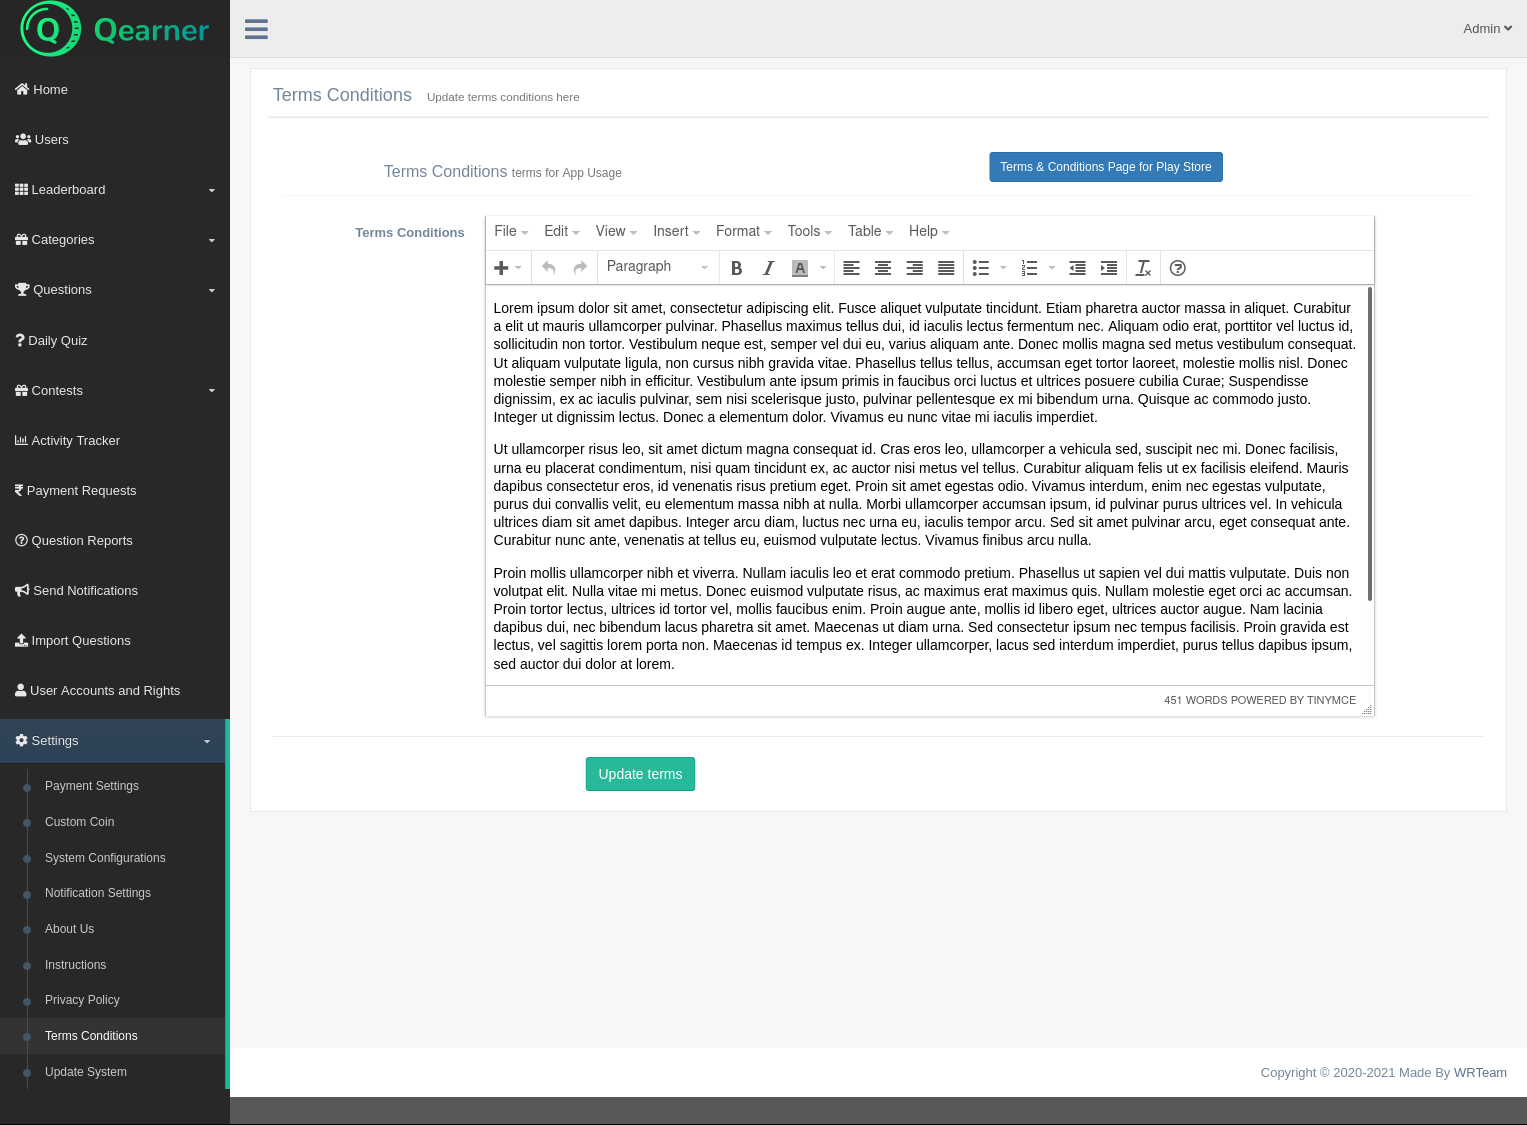 Qearner
Admin
Home
Users
Leaderboard
Categories
Questions
Daily Quiz
Contests
Activity Tracker
Payment Requests
Question Reports
Send Notifications
Import Questions
User Accounts and Rights
Settings
Payment Settings
Custom Coin
System Configurations
Notification Settings
About Us
Instructions
Privacy Policy
Terms Conditions
Update System
Terms Conditions Update terms conditions here
Terms Conditions terms for App Usage
Terms & Conditions Page for Play Store
Terms Conditions
File Edit View Insert Format Tools Table Help
Paragraph B I A
Lorem ipsum dolor sit amet, consectetur adipiscing elit. Fusce aliquet vulputate tincidunt. Etiam pharetra auctor massa in aliquet. Curabitur
a elit ut mauris ullamcorper pulvinar. Phasellus maximus tellus dui, id iaculis lectus fermentum nec. Aliquam odio erat, porttitor vel luctus id,
sollicitudin non tortor. Vestibulum neque est, semper vel dui eu, varius aliquam ante. Donec mollis magna sed metus vestibulum consequat.
Ut aliquam vulputate ligula, non cursus nibh gravida vitae. Phasellus tellus tellus, accumsan eget tortor laoreet, molestie mollis nisl. Donec
molestie semper nibh in efficitur. Vestibulum ante ipsum primis in faucibus orci luctus et ultrices posuere cubilia Curae; Suspendisse
dignissim, ex ac iaculis pulvinar, sem nisi scelerisque justo, pulvinar pellentesque ex mi bibendum urna. Quisque ac commodo justo.
Integer ut dignissim lectus. Donec a elementum dolor. Vivamus eu nunc vitae mi iaculis imperdiet.
Ut ullamcorper risus leo, sit amet dictum magna consequat id. Cras eros leo, ullamcorper a vehicula sed, suscipit nec mi. Donec facilisis,
urna eu placerat condimentum, nisi quam tincidunt ex, ac auctor nisi metus vel tellus. Curabitur aliquam felis ut ex facilisis eleifend. Mauris
dapibus consectetur eros, id venenatis risus pretium eget. Proin sit amet egestas odio. Vivamus interdum, enim nec egestas vulputate,
purus dui convallis velit, eu elementum massa nibh at nulla. Morbi ullamcorper accumsan ipsum, id pulvinar purus ultrices vel. In vehicula
ultrices diam sit amet dapibus. Integer arcu diam, luctus nec urna eu, iaculis tempor arcu. Sed sit amet pulvinar arcu, eget consequat ante.
Curabitur nunc ante, venenatis at tellus eu, euismod vulputate lectus. Vivamus finibus arcu nulla.
Proin mollis ullamcorper nibh et viverra. Nullam iaculis leo et erat commodo pretium. Phasellus ut sapien vel dui mattis vulputate. Duis non
volutpat elit. Nulla vitae mi metus. Donec euismod vulputate risus, ac maximus erat maximus quis. Nullam molestie eget orci ac accumsan.
Proin tortor lectus, ultrices id tortor vel, mollis faucibus enim. Proin augue ante, mollis id libero eget, ultrices auctor augue. Nam lacinia
dapibus dui, nec bibendum lacus pharetra sit amet. Maecenas ut diam urna. Sed consectetur ipsum nec tempus facilisis. Proin gravida est
lectus, vel sagittis lorem porta non. Maecenas id tempus ex. Integer ullamcorper, lacus sed interdum imperdiet, purus tellus dapibus ipsum,
sed auctor dui dolor at lorem.
451 WORDS POWERED BY TINYMCE
Update terms
Copyright © 2020-2021 Made By WRTeam